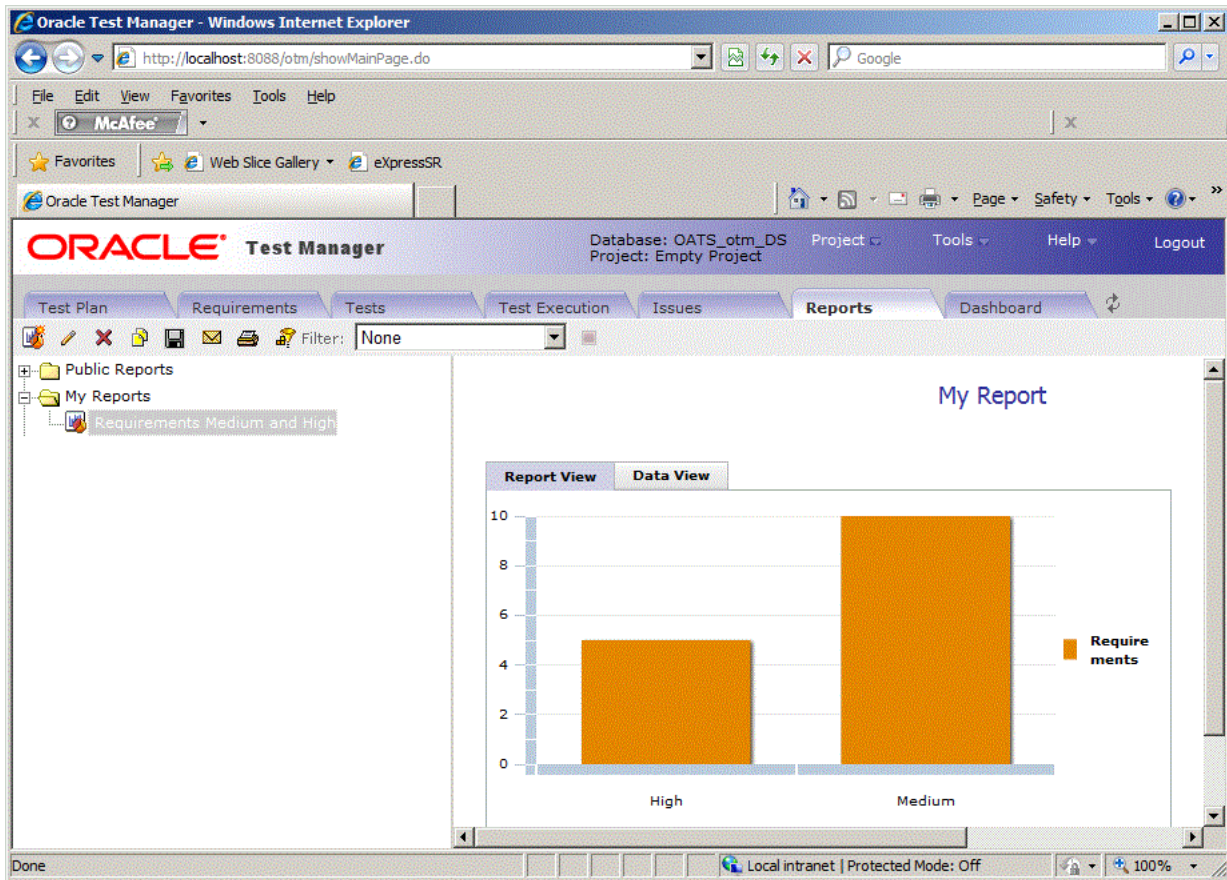 Oracle Test Manager - Windows Internet Explorer
http://localhost:8088/otm/showMainPage.do
Google
File Edit View Favorites Tools Help
x McAfee x
Favorites Web Slice Gallery eXpressSR
Oracle Test Manager
Page Safety Tools »
ORACLE Test Manager
Database: OATS_otm_DS Project Tools Help Logout
Project: Empty Project
Test Plan Requirements Tests Test Execution Issues Reports Dashboard
Filter: None
Public Reports
My Reports
Requirements Medium and High
My Report
Report View Data View
10
8
6
4
2
0
High Medium
Require
ments
Done Local intranet | Protected Mode: Off 100%